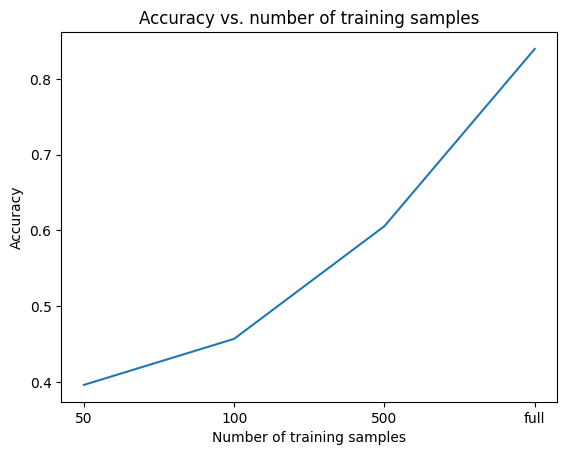 Accuracy vs. number of training samples
0.8
0.7
0.6
0.5
0.4
Accuracy
50 100 500 full
Number of training samples